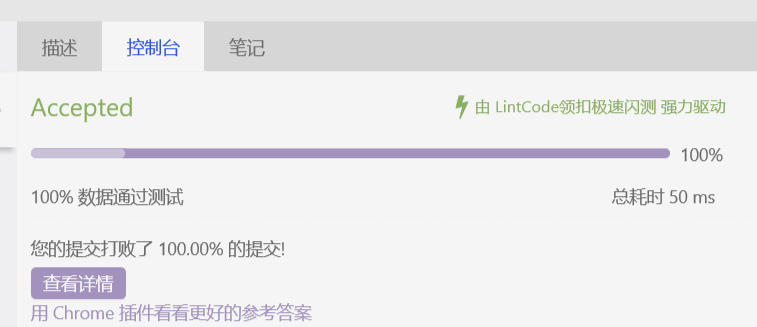 描述 控制台 笔记
Accepted 由 LintCode领扣极速闪测 强力驱动
100%
100% 数据通过测试 总耗时 50 ms
您的提交打败了 100.00% 的提交!
查看详情
用 Chrome 插件看看更好的参考答案